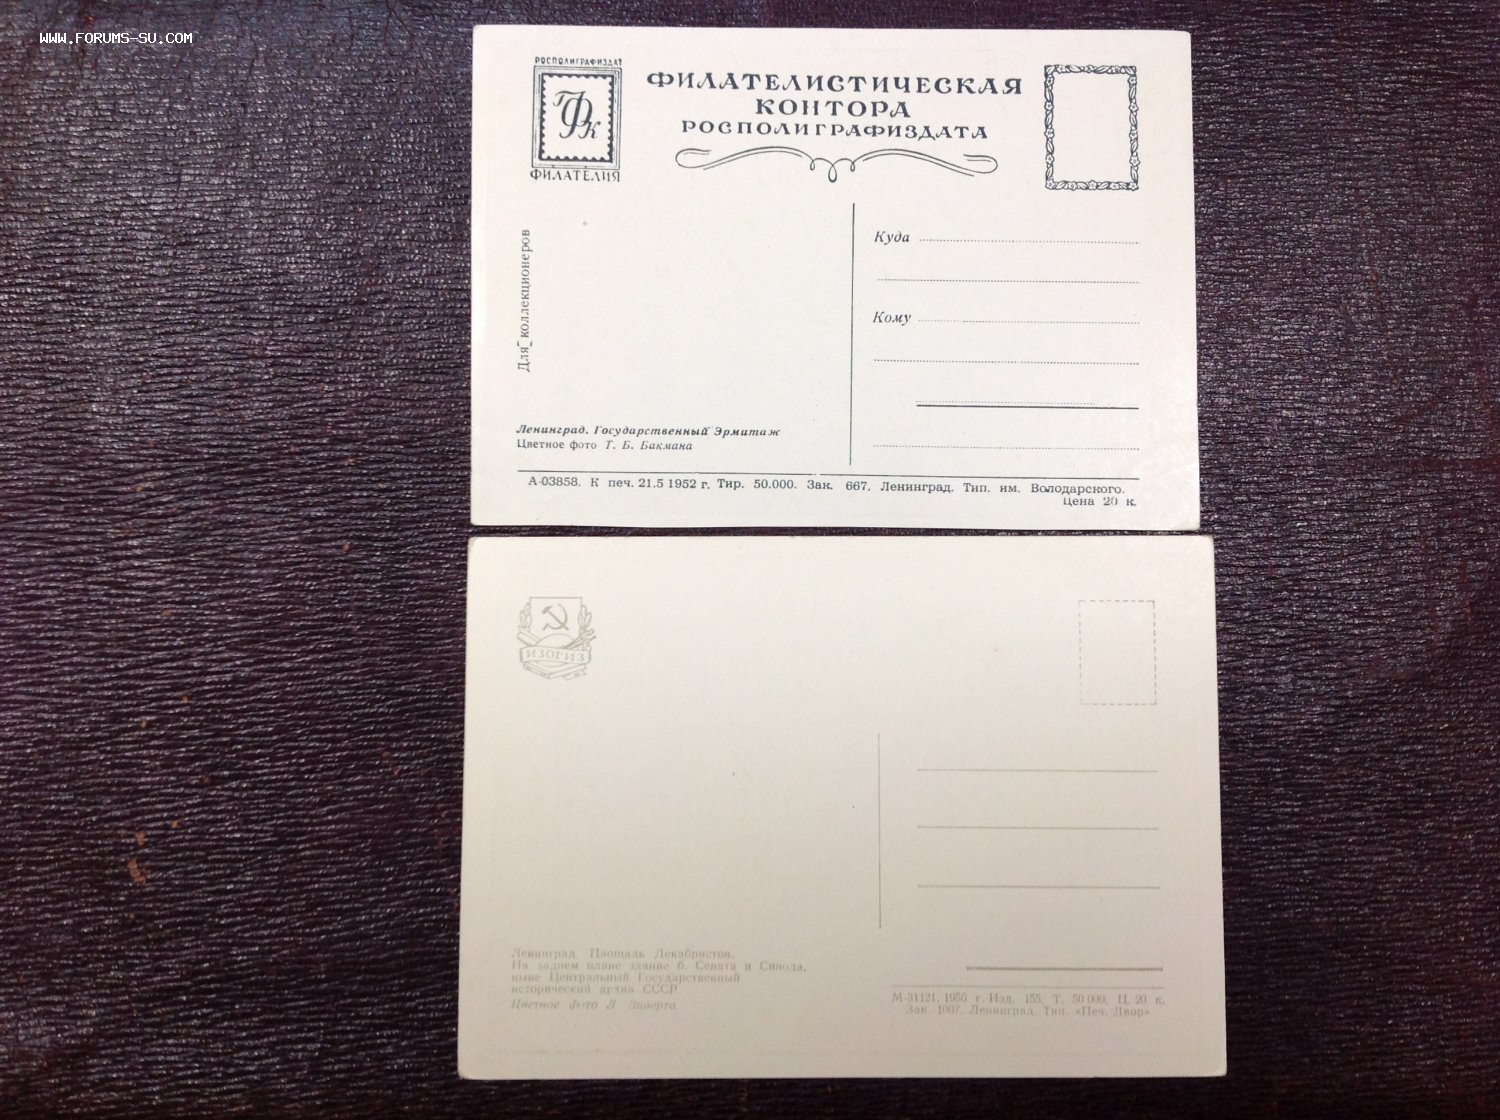 WWW.FORUMS-SU.COM
РОСПОЛИГРАФИЗДАТ
ГФК
ФИЛАТЕЛИЯ
ФИЛАТЕЛИСТИЧЕСКАЯ
КОНТОРА
РОСПОЛИГРАФИЗДАТА
Для коллекционеров
Куда
Кому
Ленинград. Государственный Эрмитаж
Цветное фото Т. Б. Бакмана
А-03858. К печ. 21.5 1952 г. Тир. 50.000. Зак. 667. Ленинград. Тип. им. Володарского.
Цена 20 к.
ИЗОГИЗ
Ленинград. Площадь Декабристов.
На заднем плане здание б. Сената и Синода,
ныне Центральный Государственный
исторический архив СССР
Цветное фото Л. Зиверта
М-31121. 1956 г. Изд. 155. Т. 50 000. Ц. 20 к.
Зак. 1007. Ленинград. Тип. «Печ. Двор»